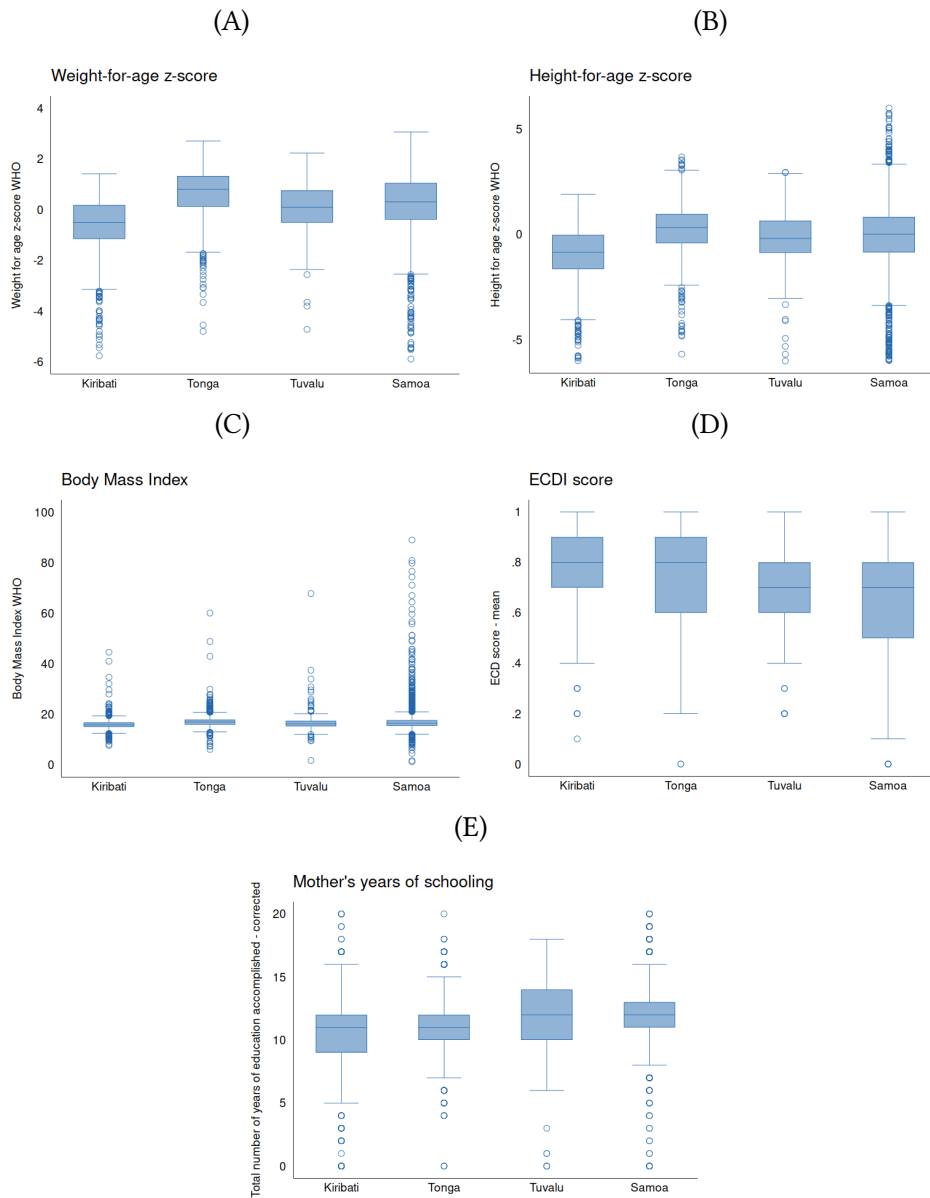 (A)
(B)
Weight-for-age z-score
Height-for-age z-score
Weight for age z-score WHO
4
2
0
-2
-4
-6
Kiribati
Tonga
Tuvalu
Samoa
Height for age z-score WHO
5
0
-5
Kiribati
Tonga
Tuvalu
Samoa
(C)
(D)
Body Mass Index
ECDI score
Body Mass Index WHO
100
80
60
40
20
0
Kiribati
Tonga
Tuvalu
Samoa
ECD score - mean
1
.8
.6
.4
.2
0
Kiribati
Tonga
Tuvalu
Samoa
(E)
Mother's years of schooling
Total number of years of education accomplished - corrected
20
15
10
5
0
Kiribati
Tonga
Tuvalu
Samoa